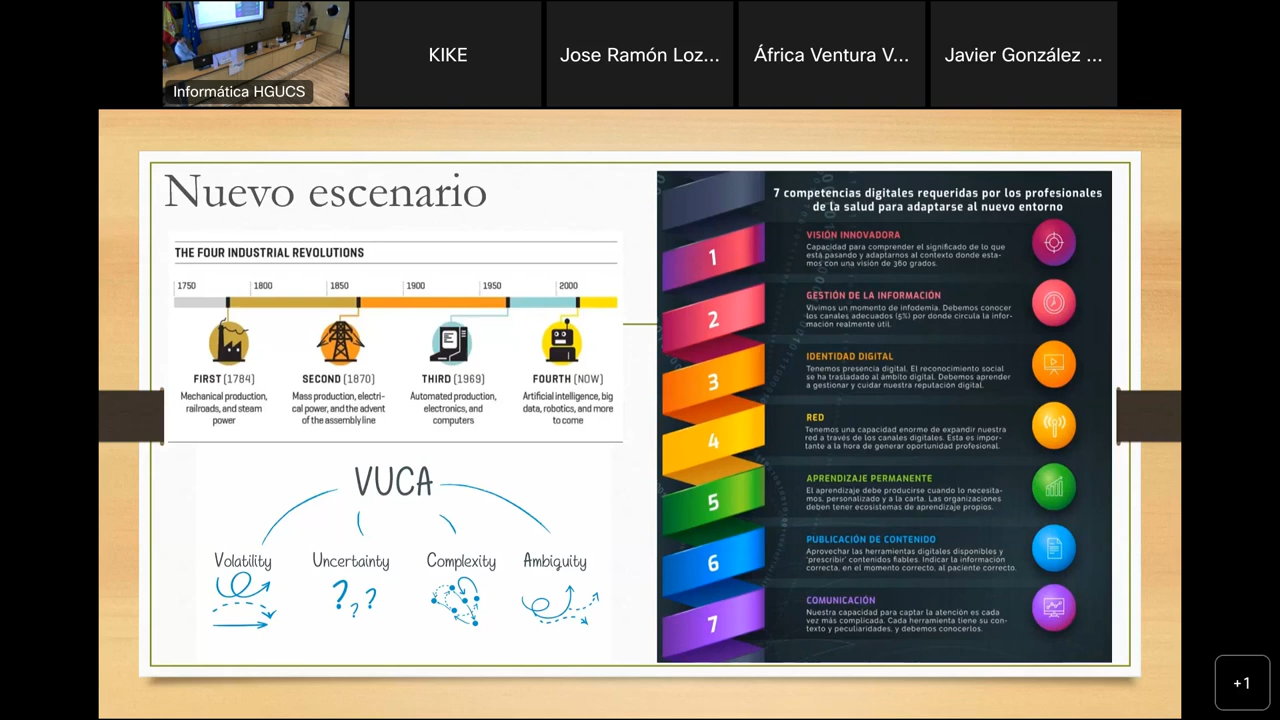 Informática HGUCS
KIKE
Jose Ramón Loz...
África Ventura V...
Javier González ...
Nuevo escenario
THE FOUR INDUSTRIAL REVOLUTIONS
1750 1800 1850 1900 1950 2000
FIRST (1784)
Mechanical production,
railroads, and steam
power
SECOND (1870)
Mass production, electri-
cal power, and the advent
of the assembly line
THIRD (1969)
Automated production,
electronics, and
computers
FOURTH (NOW)
Artificial intelligence, big
data, robotics, and more
to come
VUCA
Volatility
Uncertainty
Complexity
Ambiguity
? ? ?
7 competencias digitales requeridas por los profesionales
de la salud para adaptarse al nuevo entorno
1
VISIÓN INNOVADORA
Capacidad para comprender el significado de lo que
está pasando y adaptarnos al contexto donde esta-
mos con una visión de 360 grados.
2
GESTIÓN DE LA INFORMACIÓN
Vivimos un momento de infodemia. Debemos conocer
los canales adecuados (5%) por donde circula la infor-
mación realmente útil.
3
IDENTIDAD DIGITAL
Tenemos presencia digital. El reconocimiento social
se ha trasladado al ámbito digital. Debemos aprender
a gestionar y cuidar nuestra reputación digital.
4
RED
Tenemos una capacidad enorme de expandir nuestra
red a través de los canales digitales. Esta es impor-
tante a la hora de generar oportunidad profesional.
5
APRENDIZAJE PERMANENTE
El aprendizaje debe producirse cuando lo necesita-
mos, personalizado y a la carta. Las organizaciones
deben tener ecosistemas de aprendizaje propios.
6
PUBLICACIÓN DE CONTENIDO
Aprovechar las herramientas digitales disponibles y
'prescribir' contenidos fiables. Indicar la información
correcta, en el momento correcto, al paciente correcto.
7
COMUNICACIÓN
Nuestra capacidad para captar la atención es cada
vez más complicada. Cada herramienta tiene su con-
texto y peculiaridades, y debemos conocerlos.
+1